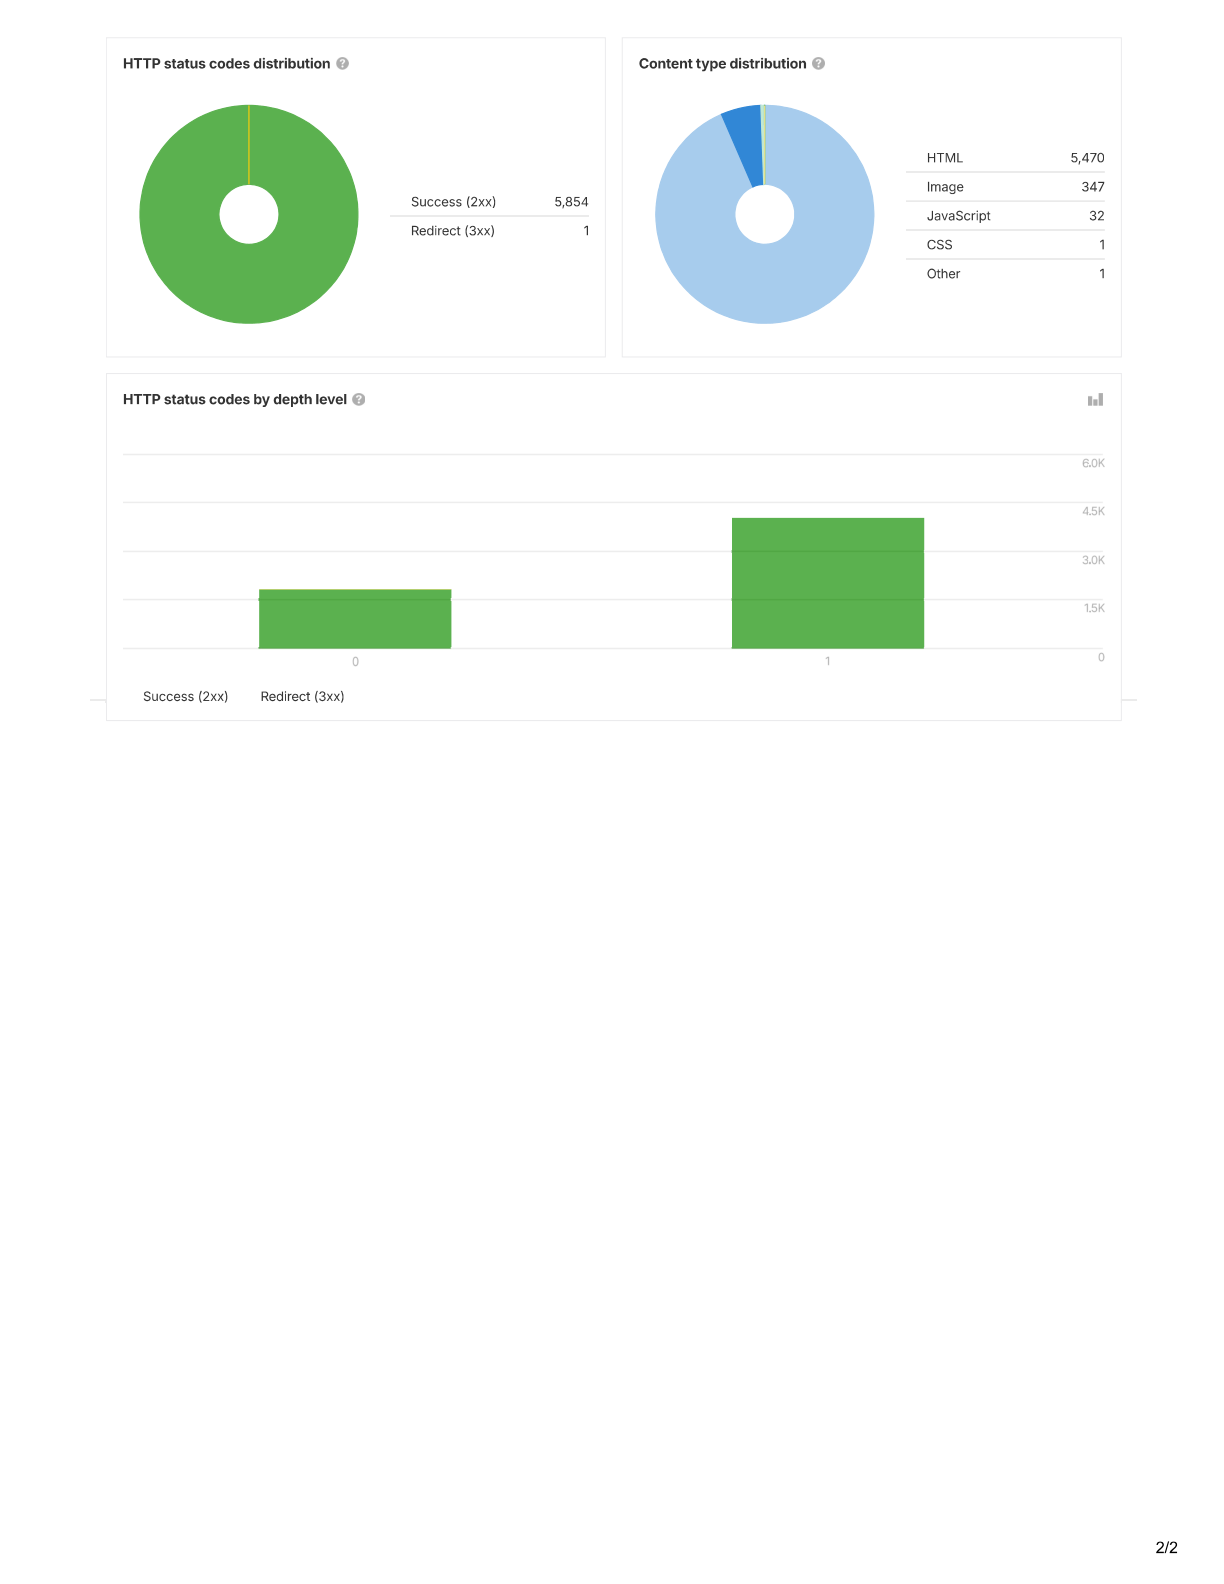 HTTP status codes distribution ?
Success (2xx) 5,854
Redirect (3xx) 1
Content type distribution ?
HTML 5,470
Image 347
JavaScript 32
CSS 1
Other 1
HTTP status codes by depth level ?
6.0K
4.5K
3.0K
1.5K
0
0 1
Success (2xx) Redirect (3xx)
2/2